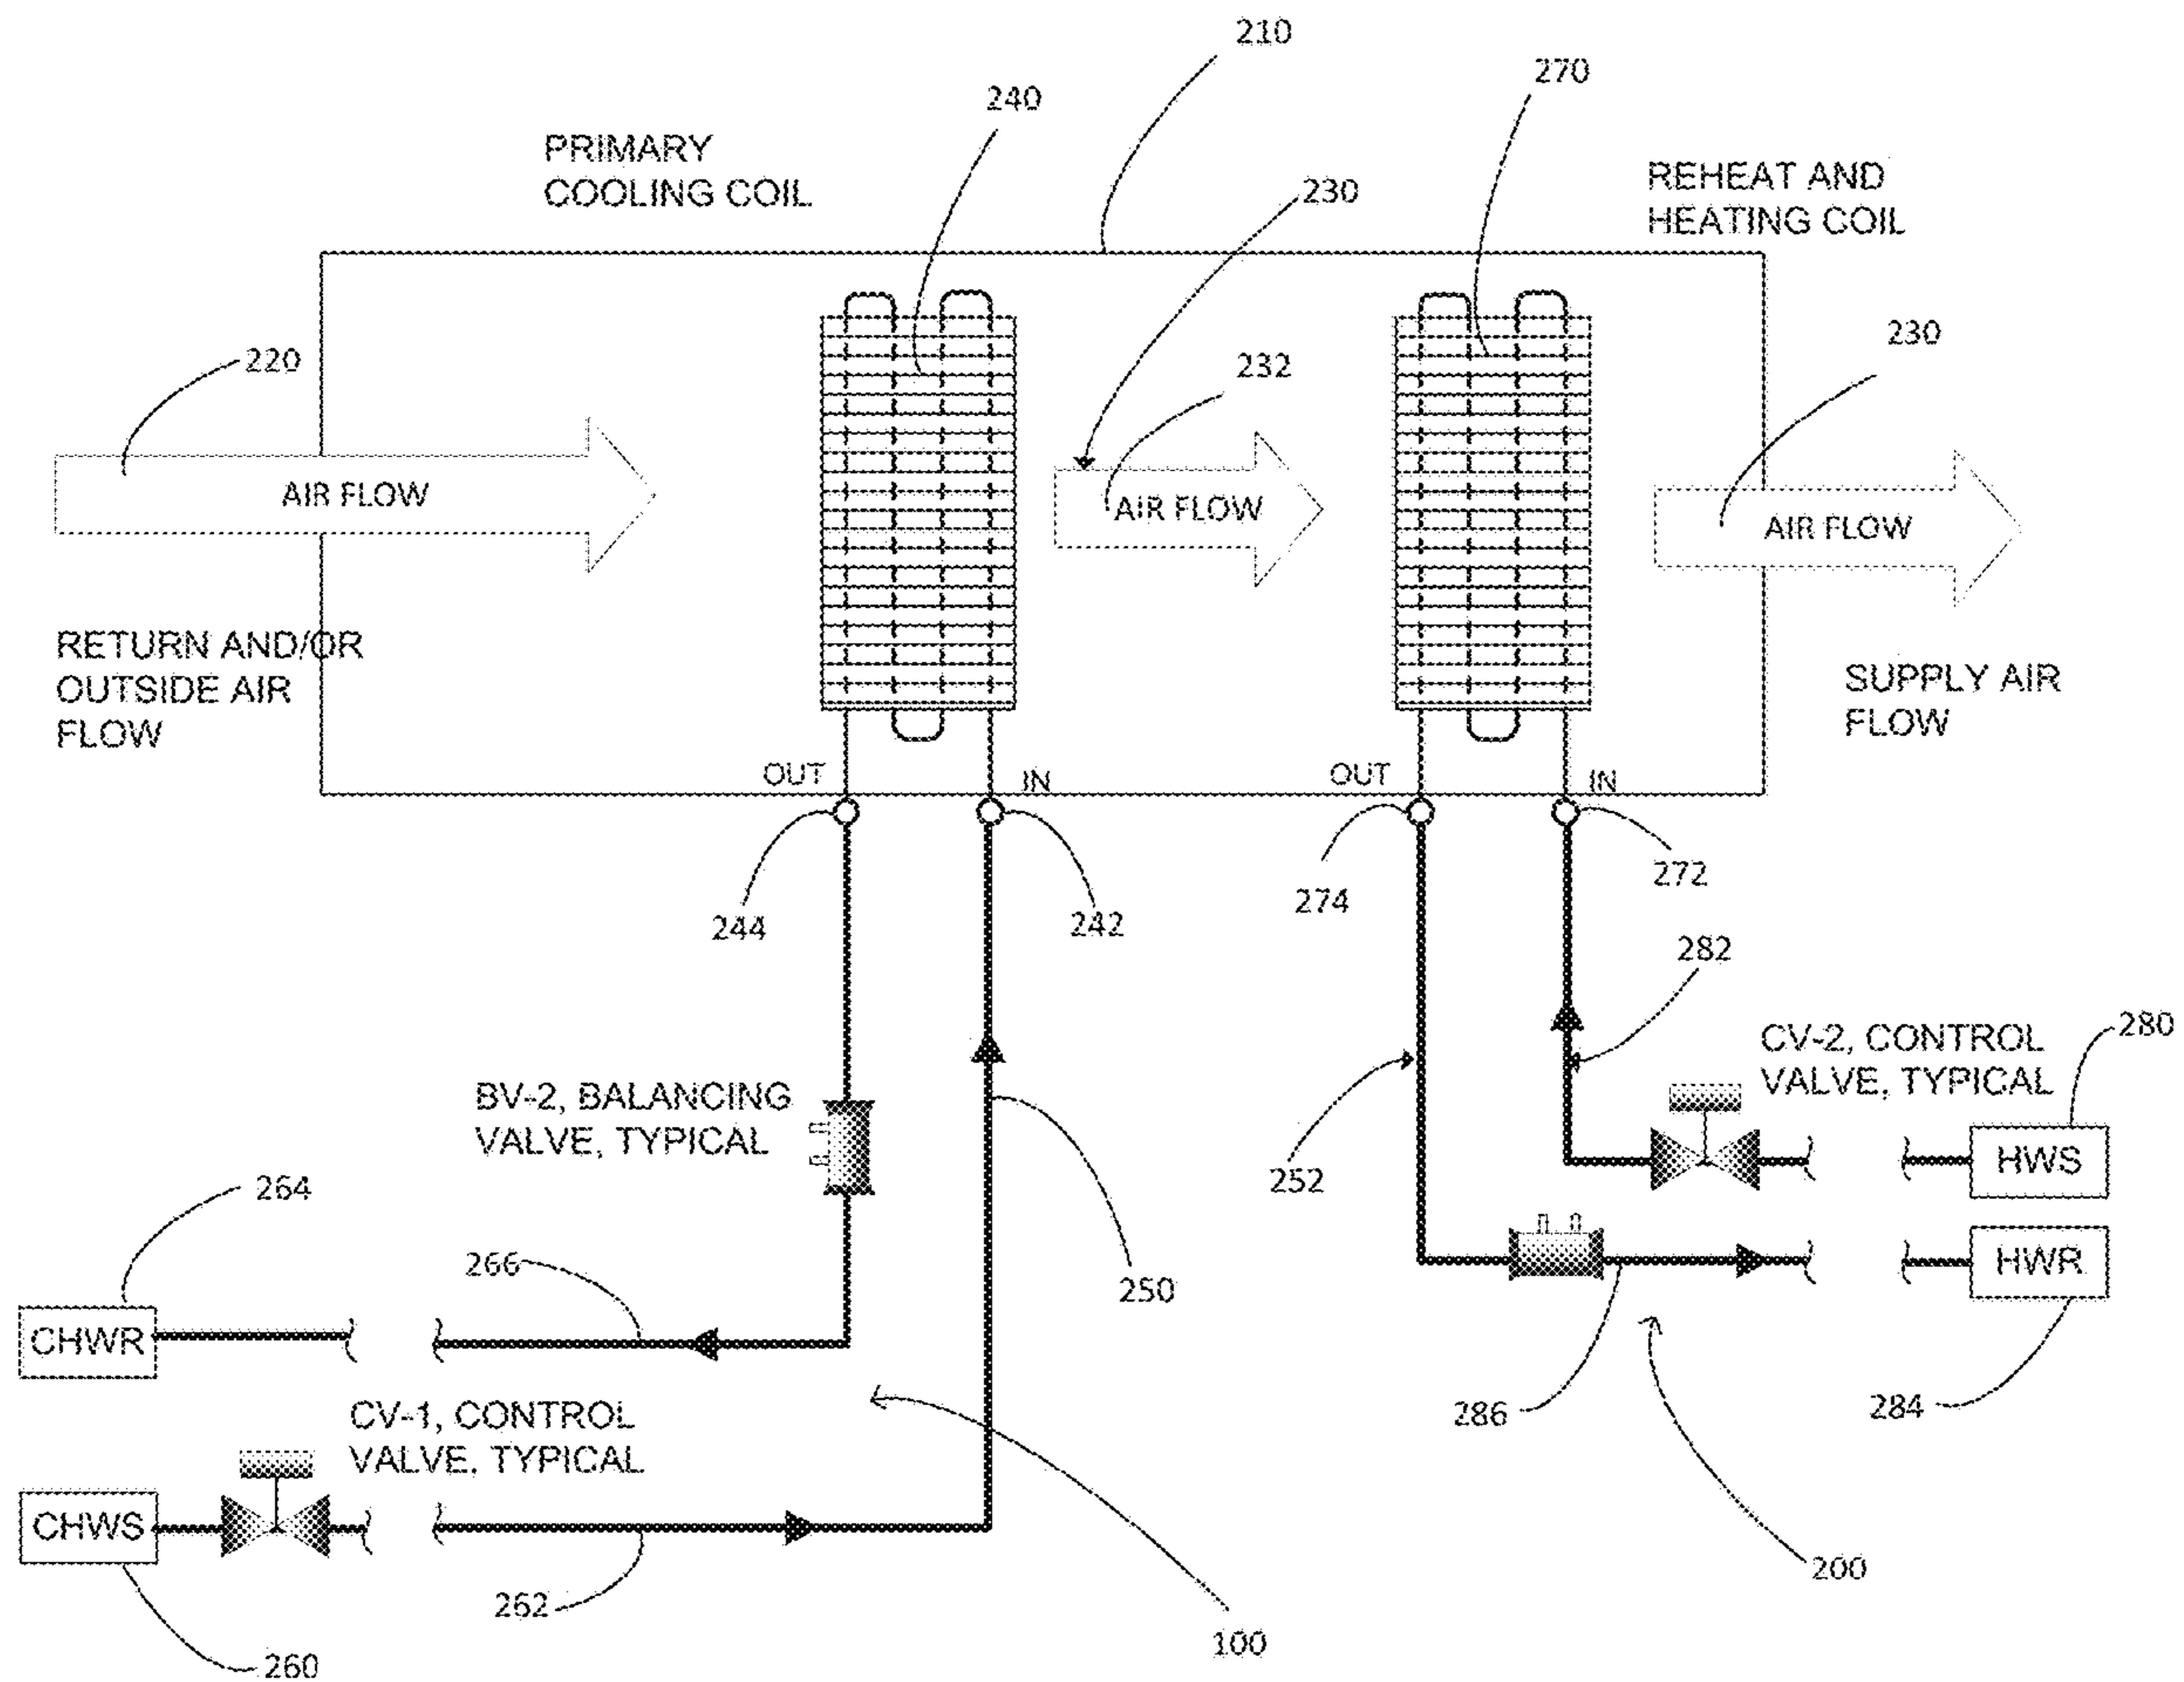 210
270
240
PRIMARY
COOLING COIL
230
REHEAT AND
HEATING COIL
230
220
232
AIR FLOW
AIR FLOW
AIR FLOW
RETURN AND/OR
OUTSIDE AIR
FLOW
SUPPLY AIR
FLOW
OUT
IN
OUT
IN
244
242
274
272
282
280
CV-2, CONTROL
VALVE, TYPICAL
BV-2, BALANCING
VALVE, TYPICAL
252
HWS
264
266
250
HWR
CHWR
286
284
CV-1, CONTROL
VALVE, TYPICAL
CHWS
200
262
100
260